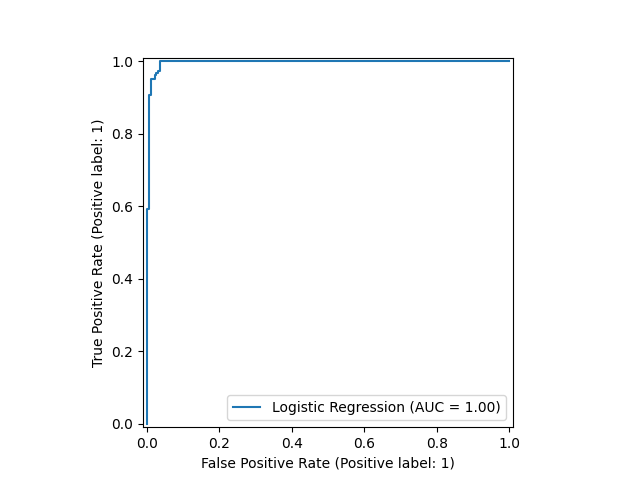 1.0
0.8
0.6
0.4
0.2
0.0
True Positive Rate (Positive label: 1)
Logistic Regression (AUC = 1.00)
0.0 0.2 0.4 0.6 0.8 1.0
False Positive Rate (Positive label: 1)